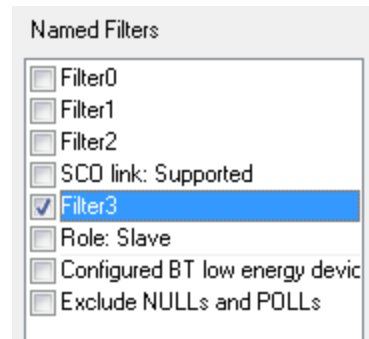 Named Filters
Filter0
Filter1
Filter2
SCO link: Supported
Filter3
Role: Slave
Configured BT low energy devic
Exclude NULLs and POLLs